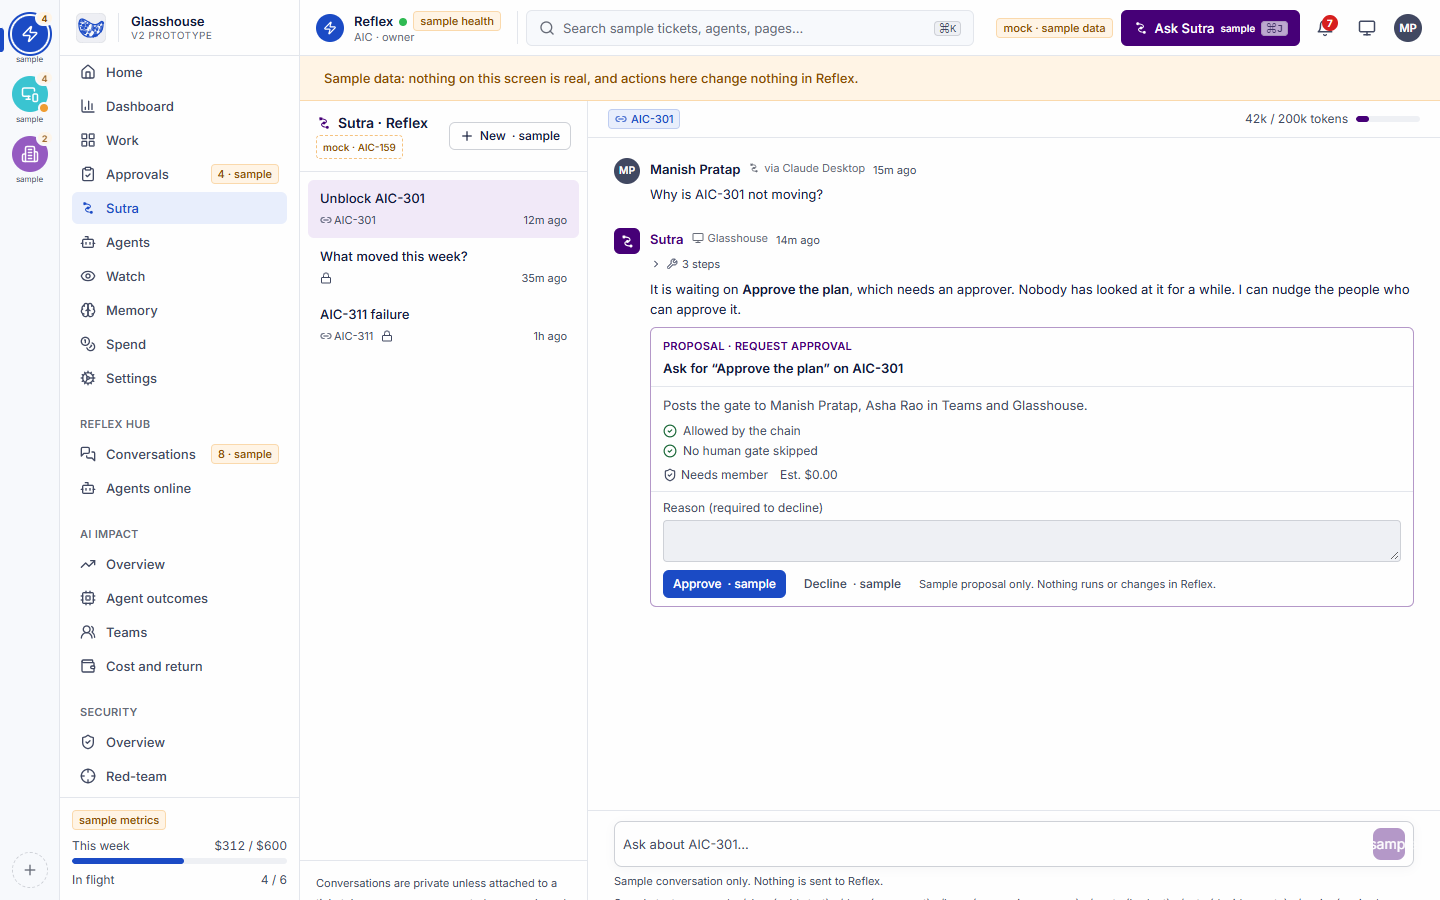 4
sample
4
sample
2
sample
Glasshouse
V2 PROTOTYPE
Home
Dashboard
Work
Approvals
4 · sample
Sutra
Agents
Watch
Memory
Spend
Settings
REFLEX HUB
Conversations
8 · sample
Agents online
AI IMPACT
Overview
Agent outcomes
Teams
Cost and return
SECURITY
Overview
Red-team
sample metrics
This week $312 / $600
In flight 4 / 6
Reflex
sample health
AIC · owner
Search sample tickets, agents, pages...
⌘K
mock · sample data
Ask Sutra sample ⌘J
7
MP
Sample data: nothing on this screen is real, and actions here change nothing in Reflex.
Sutra · Reflex
mock · AIC-159
New · sample
Unblock AIC-301
AIC-301 12m ago
What moved this week?
35m ago
AIC-311 failure
AIC-311 1h ago
Conversations are private unless attached to a
AIC-301
42k / 200k tokens
MP
Manish Pratap via Claude Desktop 15m ago
Why is AIC-301 not moving?
Sutra Glasshouse 14m ago
3 steps
It is waiting on Approve the plan, which needs an approver. Nobody has looked at it for a while. I can nudge the people who
can approve it.
PROPOSAL · REQUEST APPROVAL
Ask for “Approve the plan” on AIC-301
Posts the gate to Manish Pratap, Asha Rao in Teams and Glasshouse.
Allowed by the chain
No human gate skipped
Needs member Est. $0.00
Reason (required to decline)
Approve · sample
Decline · sample
Sample proposal only. Nothing runs or changes in Reflex.
Ask about AIC-301...
samp
Sample conversation only. Nothing is sent to Reflex.